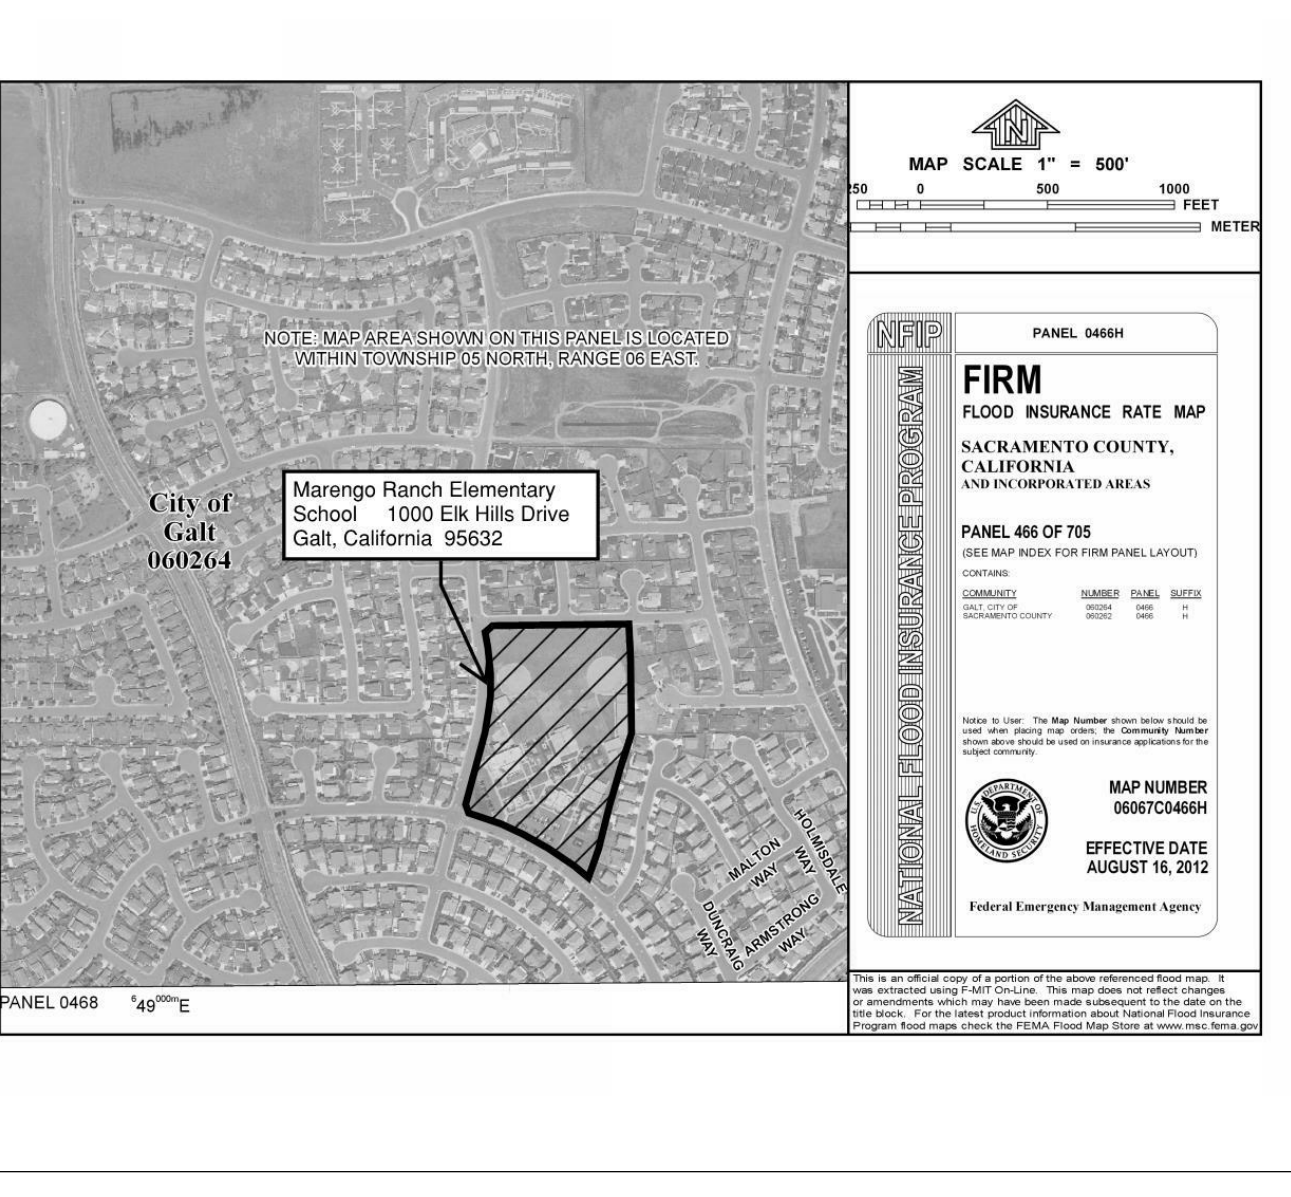 NOTE: MAP AREA SHOWN ON THIS PANEL IS LOCATED
WITHIN TOWNSHIP 05 NORTH, RANGE 06 EAST.
City of
Galt
060264
Marengo Ranch Elementary
School 1000 Elk Hills Drive
Galt, California 95632
HOLMISDALE
WAY
MALTON
WAY
ARMSTRONG
WAY
DUNCRAIG
WAY
PANEL 0468 6 49 000m E
N
MAP SCALE 1" = 500'
250 0 500 1000
FEET
METER
NFIP
NATIONAL FLOOD INSURANCE PROGRAM
PANEL 0466H
FIRM
FLOOD INSURANCE RATE MAP
SACRAMENTO COUNTY,
CALIFORNIA
AND INCORPORATED AREAS
PANEL 466 OF 705
(SEE MAP INDEX FOR FIRM PANEL LAYOUT)
CONTAINS:
COMMUNITY NUMBER PANEL SUFFIX
GALT, CITY OF 060264 0466 H
SACRAMENTO COUNTY 060262 0466 H
Notice to User: The Map Number shown below should be
used when placing map orders; the Community Number
shown above should be used on insurance applications for the
subject community.
U.S. DEPARTMENT OF
HOMELAND SECURITY
MAP NUMBER
06067C0466H
EFFECTIVE DATE
AUGUST 16, 2012
Federal Emergency Management Agency
This is an official copy of a portion of the above referenced flood map. It
was extracted using F-MIT On-Line. This map does not reflect changes
or amendments which may have been made subsequent to the date on the
title block. For the latest product information about National Flood Insurance
Program flood maps check the FEMA Flood Map Store at www.msc.fema.gov